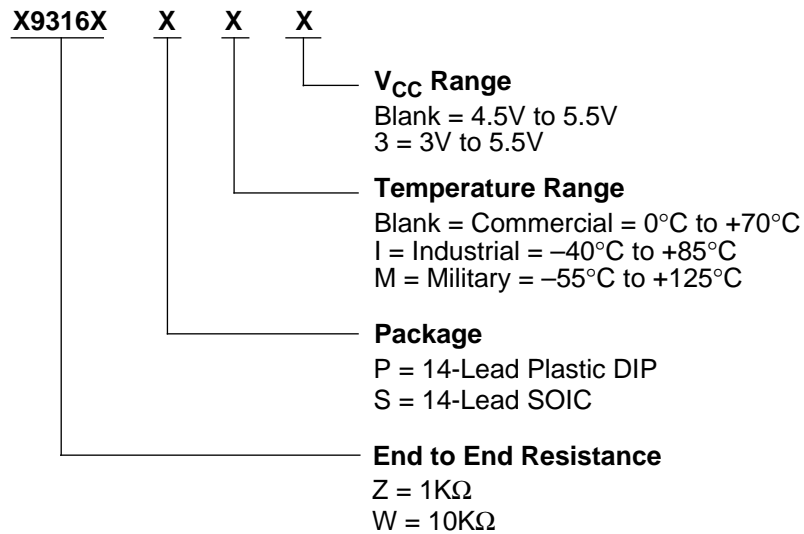 X9316X X X X
V_CC Range
Blank = 4.5V to 5.5V
3 = 3V to 5.5V
Temperature Range
Blank = Commercial = 0°C to +70°C
I = Industrial = –40°C to +85°C
M = Military = –55°C to +125°C
Package
P = 14-Lead Plastic DIP
S = 14-Lead SOIC
End to End Resistance
Z = 1KΩ
W = 10KΩ